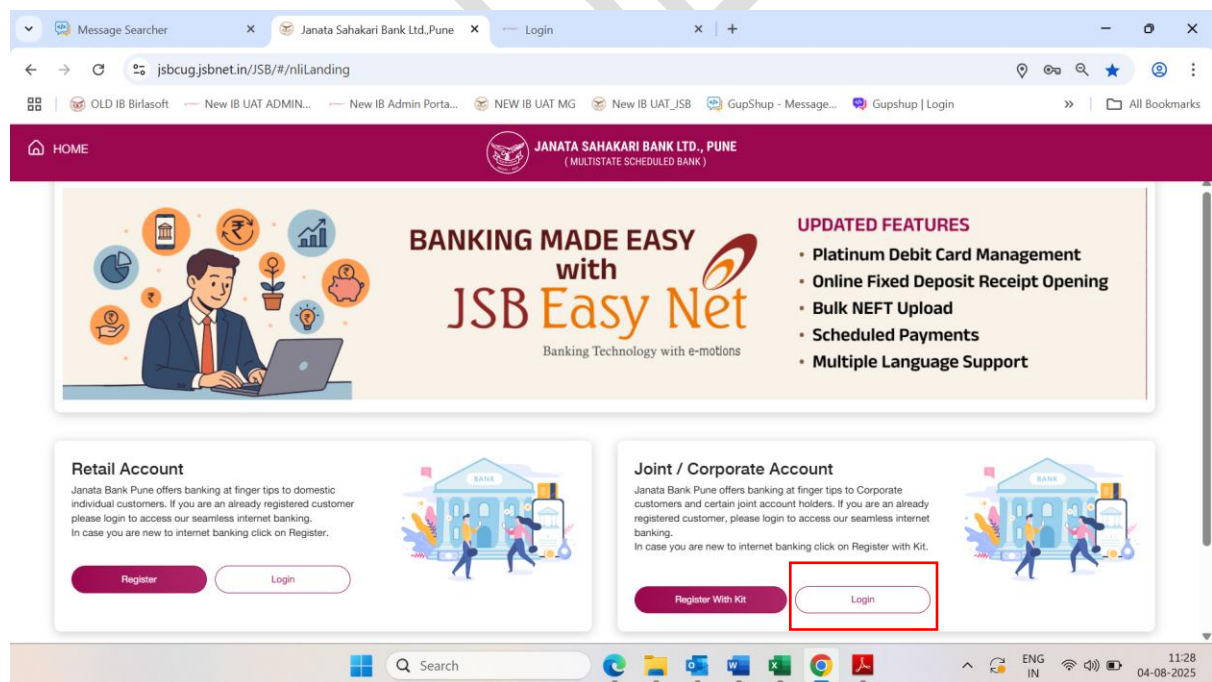 Message Searcher
Janata Sahakari Bank Ltd.,Pune
Login
jsbcug.jsbnet.in/JSB/#/nliLanding
OLD IB Birlasoft
New IB UAT ADMIN...
New IB Admin Porta...
NEW IB UAT MG
New IB UAT_JSB
GupShup - Message...
Gupshup | Login
All Bookmarks
HOME
JANATA SAHAKARI BANK LTD., PUNE
( MULTISTATE SCHEDULED BANK )
BANKING MADE EASY
with
JSB Easy Net
Banking Technology with e-motions
UPDATED FEATURES
• Platinum Debit Card Management
• Online Fixed Deposit Receipt Opening
• Bulk NEFT Upload
• Scheduled Payments
• Multiple Language Support
Retail Account
Janata Bank Pune offers banking at finger tips to domestic
individual customers. If you are an already registered customer
please login to access our seamless internet banking.
In case you are new to internet banking click on Register.
Register
Login
BANK
Joint / Corporate Account
Janata Bank Pune offers banking at finger tips to Corporate
customers and certain joint account holders. If you are an already
registered customer, please login to access our seamless internet
banking.
In case you are new to internet banking click on Register with Kit.
Register With Kit
Login
BANK
Search
ENG
IN
11:28
04-08-2025